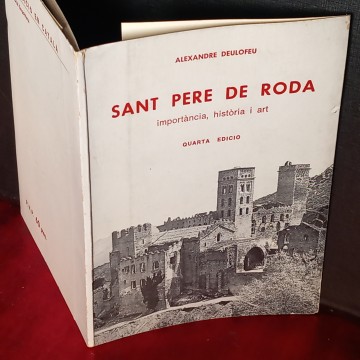 ALEXANDRE DEULOFEU
SANT PERE DE RODA
importància, història i art
QUARTA EDICIO